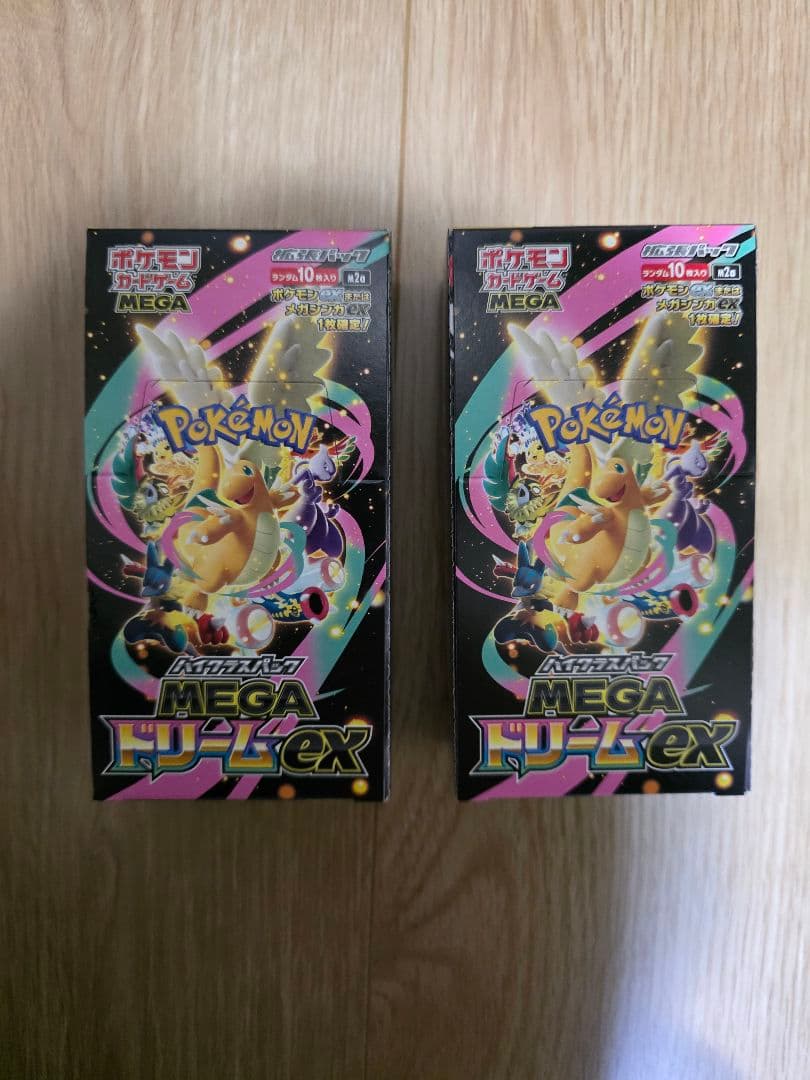 ポケモン
カードゲーム
MEGA
拡張パック
ランダム10枚入り
M2a
ポケモンexまたは
メガシンカex
1枚確定!
POKéMON
ハイクラスパック
MEGA
ドリームex
ポケモン
カードゲーム
MEGA
拡張パック
ランダム10枚入り
M2a
ポケモンexまたは
メガシンカex
1枚確定!
POKéMON
ハイクラスパック
MEGA
ドリームex